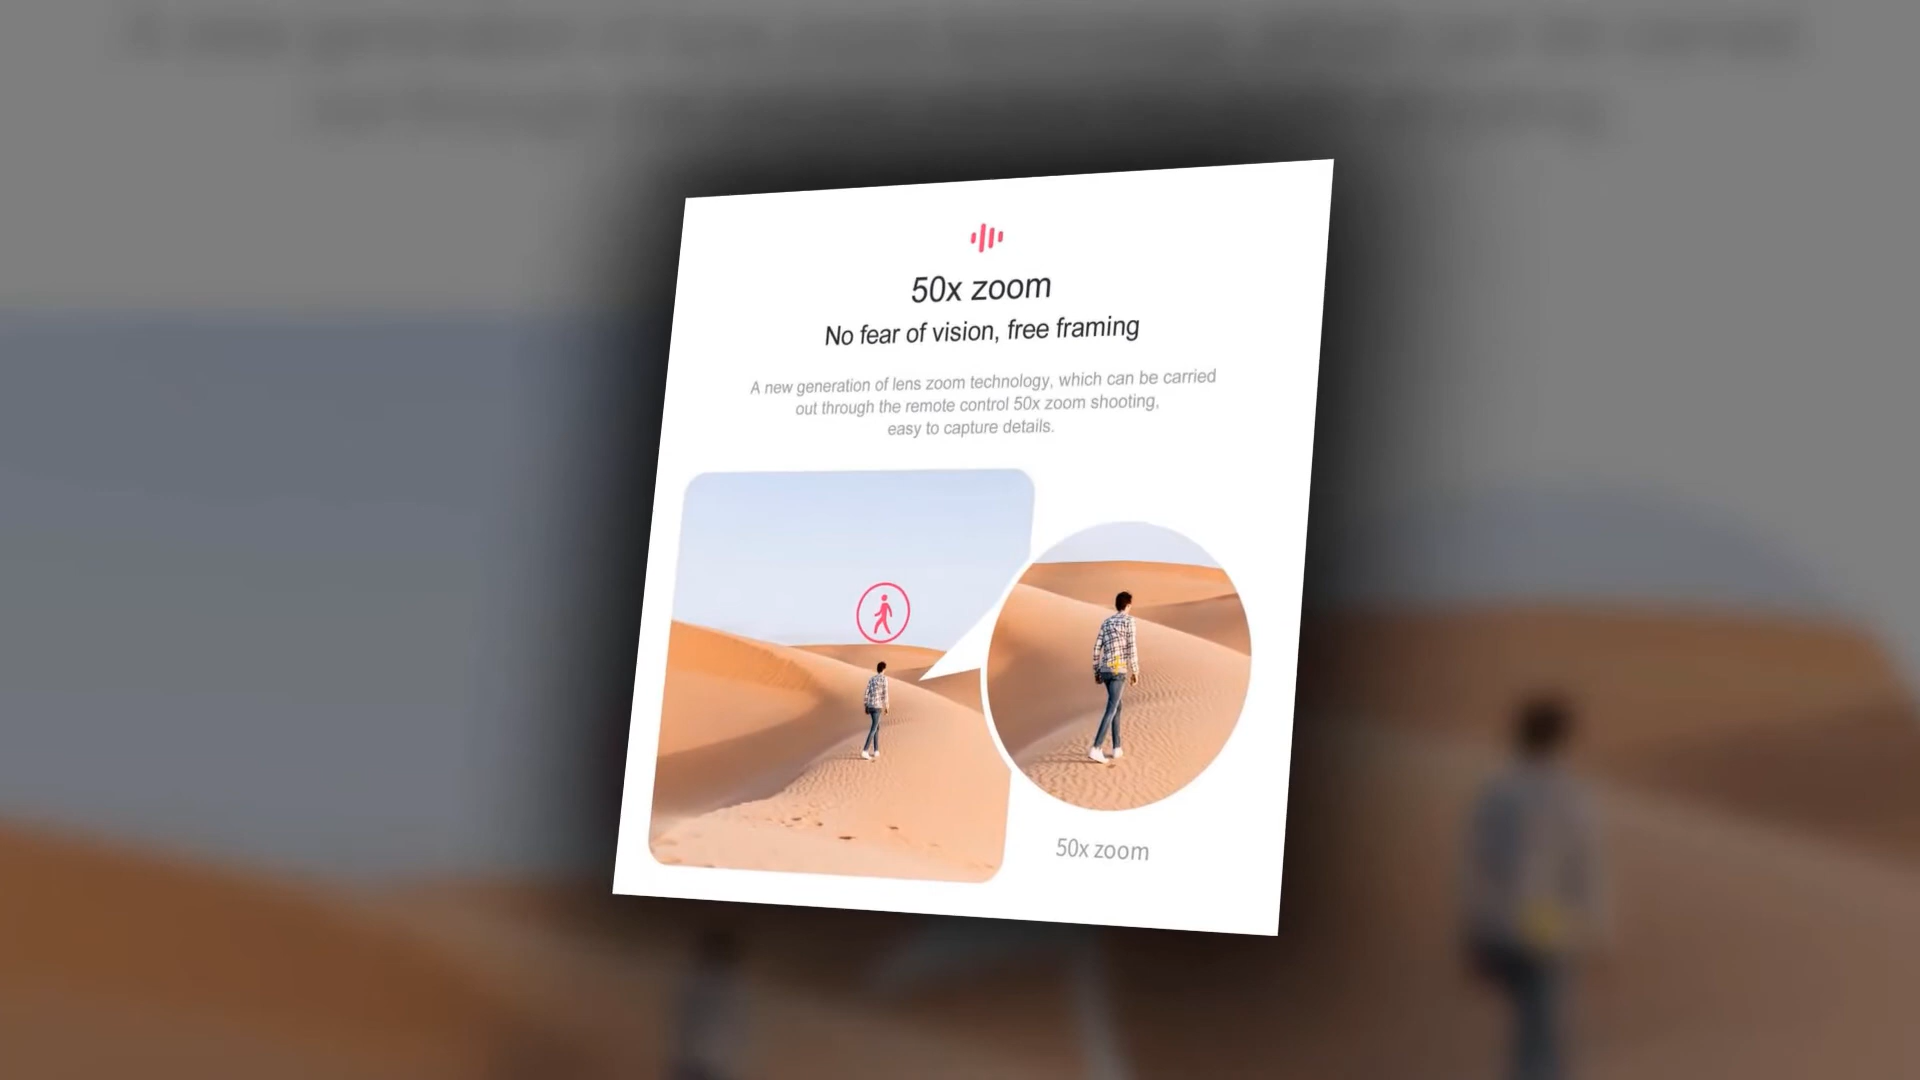 50x zoom
No fear of vision, free framing
A new generation of lens zoom technology, which can be carried
out through the remote control 50x zoom shooting,
easy to capture details.
50x zoom